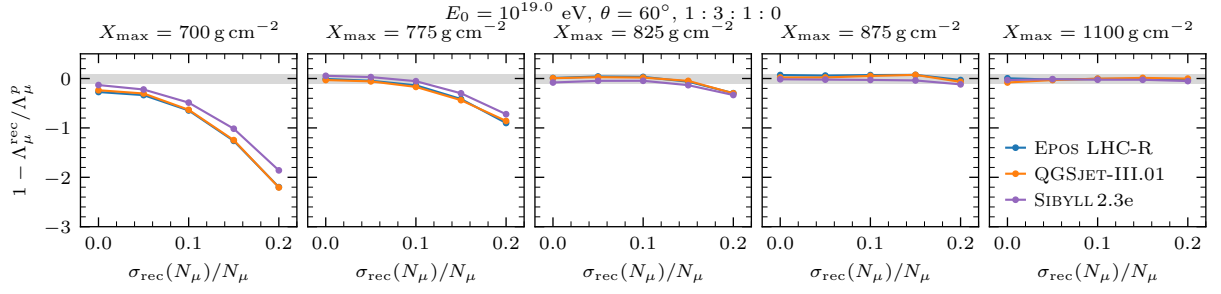 E₀ = 10¹⁹·⁰ eV, θ = 60°, 1 : 3 : 1 : 0
X_max = 700 g cm⁻² X_max = 775 g cm⁻² X_max = 825 g cm⁻² X_max = 875 g cm⁻² X_max = 1100 g cm⁻²
1 − Λ_μ^rec/Λ_μ^p
0
−1
−2
−3
EPOS LHC-R
QGSJET-III.01
SIBYLL 2.3e
0.0 0.1 0.2 0.0 0.1 0.2 0.0 0.1 0.2 0.0 0.1 0.2 0.0 0.1 0.2
σ_rec(N_μ)/N_μ σ_rec(N_μ)/N_μ σ_rec(N_μ)/N_μ σ_rec(N_μ)/N_μ σ_rec(N_μ)/N_μ